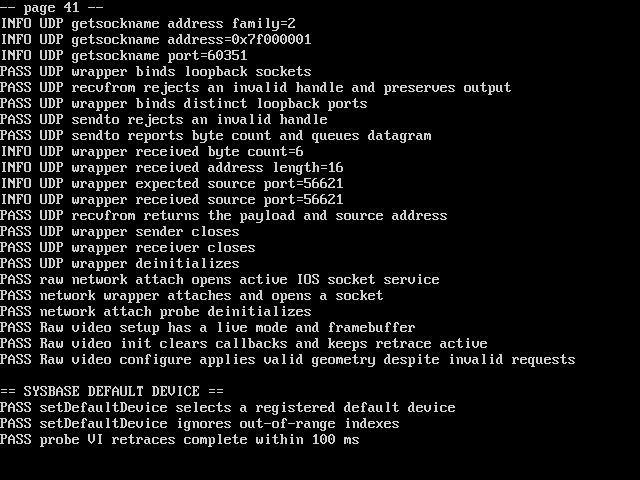 -- page 41 --
INFO UDP getsockname address family=2
INFO UDP getsockname address=0x7f000001
INFO UDP getsockname port=60351
PASS UDP wrapper binds loopback sockets
PASS UDP recvfrom rejects an invalid handle and preserves output
PASS UDP wrapper binds distinct loopback ports
PASS UDP sendto rejects an invalid handle
PASS UDP sendto reports byte count and queues datagram
INFO UDP wrapper received byte count=6
INFO UDP wrapper received address length=16
INFO UDP wrapper expected source port=56621
INFO UDP wrapper received source port=56621
PASS UDP recvfrom returns the payload and source address
PASS UDP wrapper sender closes
PASS UDP wrapper receiver closes
PASS UDP wrapper deinitializes
PASS raw network attach opens active IOS socket service
PASS network wrapper attaches and opens a socket
PASS network attach probe deinitializes
PASS Raw video setup has a live mode and framebuffer
PASS Raw video init clears callbacks and keeps retrace active
PASS Raw video configure applies valid geometry despite invalid requests
== SYSBASE DEFAULT DEVICE ==
PASS setDefaultDevice selects a registered default device
PASS setDefaultDevice ignores out-of-range indexes
PASS probe VI retraces complete within 100 ms